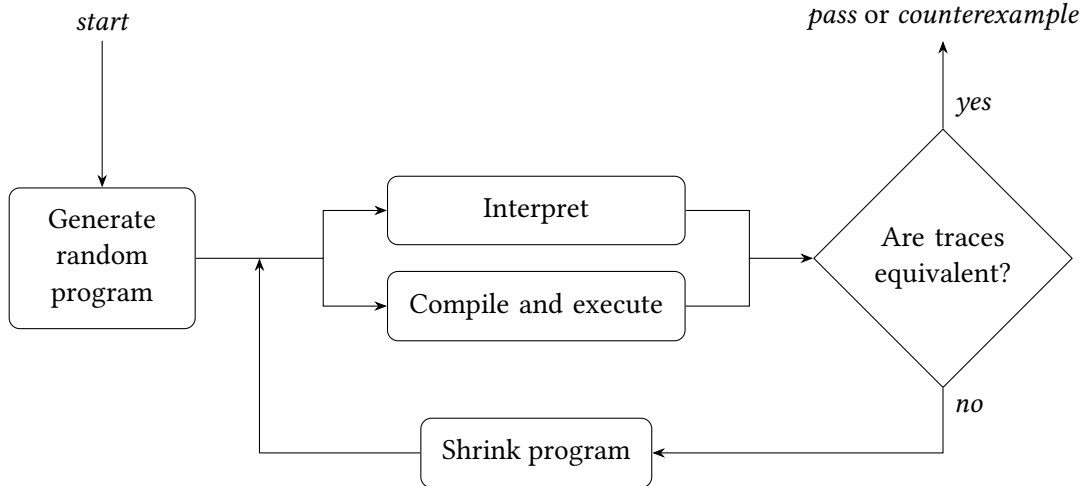 start
pass or counterexample
yes
Generate
random
program
Interpret
Compile and execute
Are traces
equivalent?
no
Shrink program